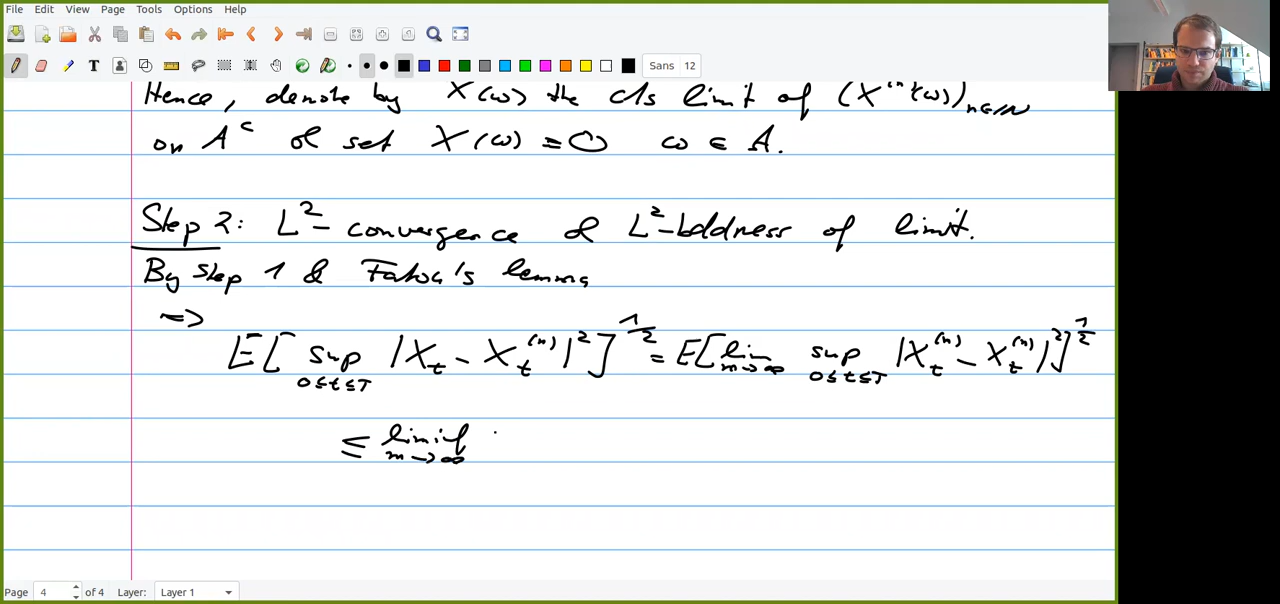 File Edit View Page Tools Options Help
Sans 12
Hence, denote by X(ω) the cts limit of (X^(n)(ω))_{n∈ℕ}
on A^c & set X(ω) = 0 ω ∈ A.
Step 2: L²-convergence & L²-bddness of limit.
By step 1 & Fatou's lemma
=> E[ sup_{0≤t≤T} |X_t - X_t^(n)|² ]^{1/2} = E[ lim_{m→∞} sup_{0≤t≤T} |X_t^(m) - X_t^(n)|² ]^{1/2}
≤ liminf_{m→∞}
Page 4 of 4 Layer: Layer 1